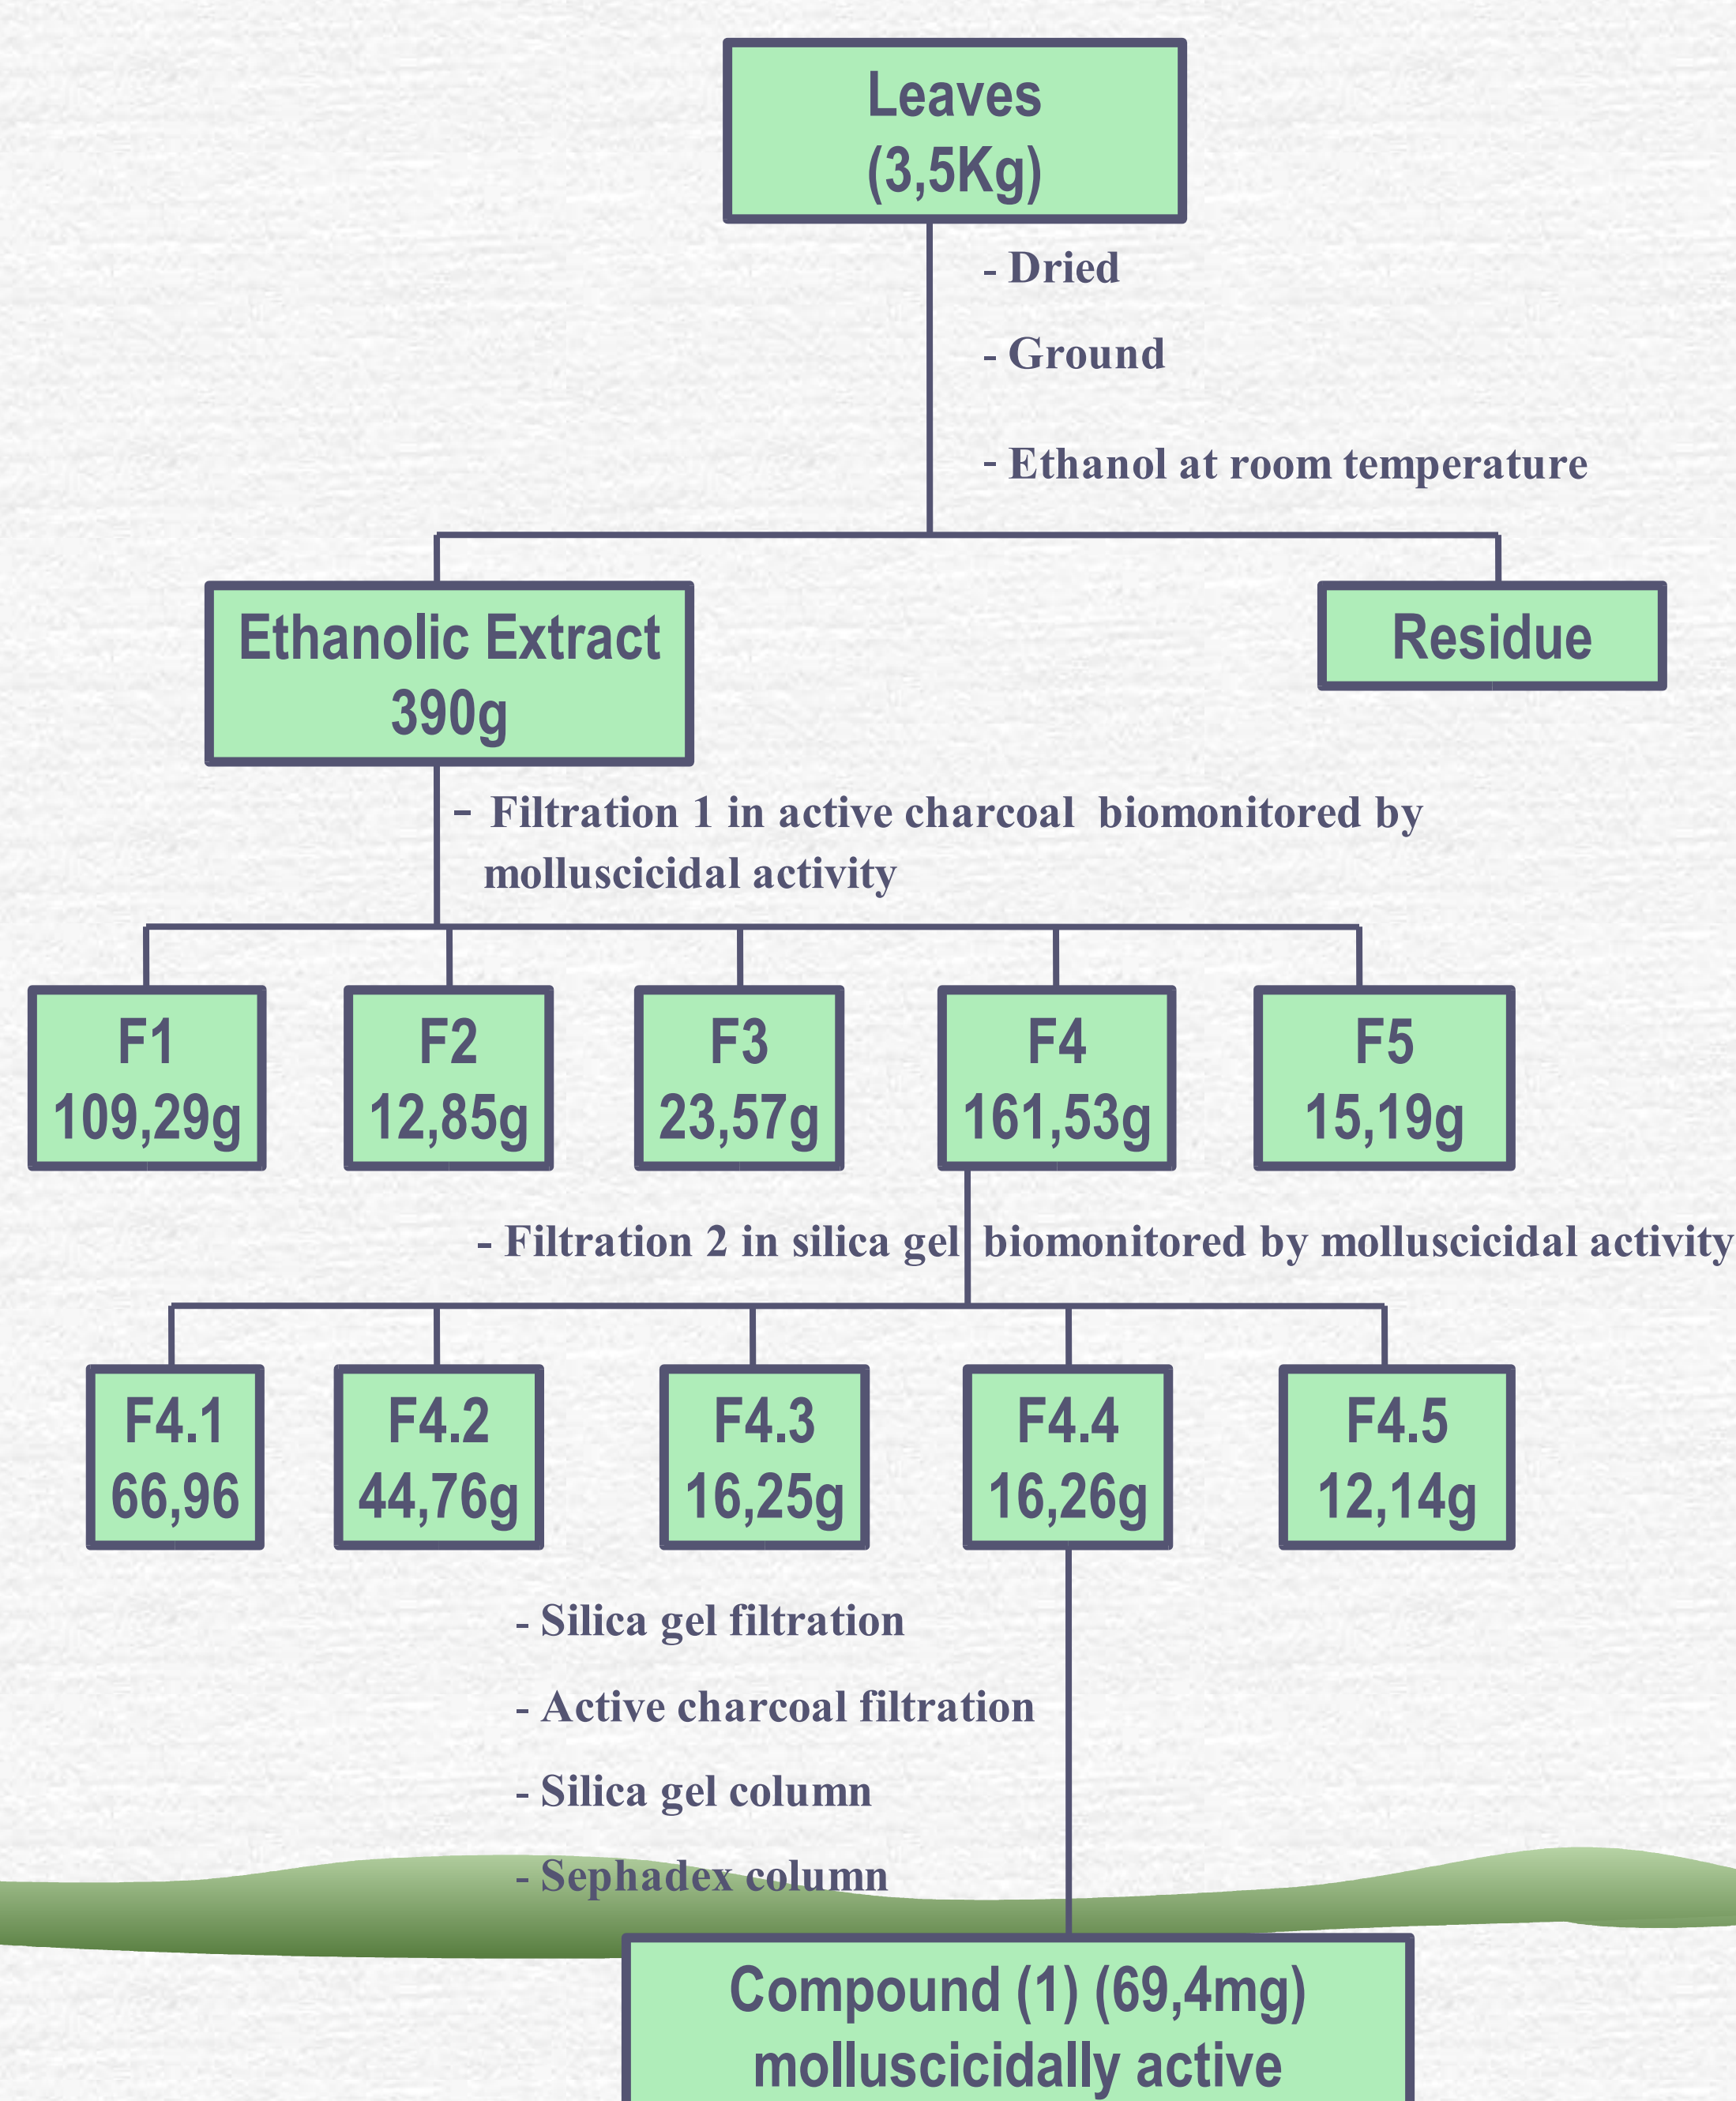 Leaves
(3,5Kg)
- Dried
- Ground
- Ethanol at room temperature
Ethanolic Extract
390g
Residue
- Filtration 1 in active charcoal biomonitored by
molluscicidal activity
F1
109,29g
F2
12,85g
F3
23,57g
F4
161,53g
F5
15,19g
- Filtration 2 in silica gel biomonitored by molluscicidal activity
F4.1
66,96
F4.2
44,76g
F4.3
16,25g
F4.4
16,26g
F4.5
12,14g
- Silica gel filtration
- Active charcoal filtration
- Silica gel column
- Sephadex column
Compound (1) (69,4mg)
molluscicidally active